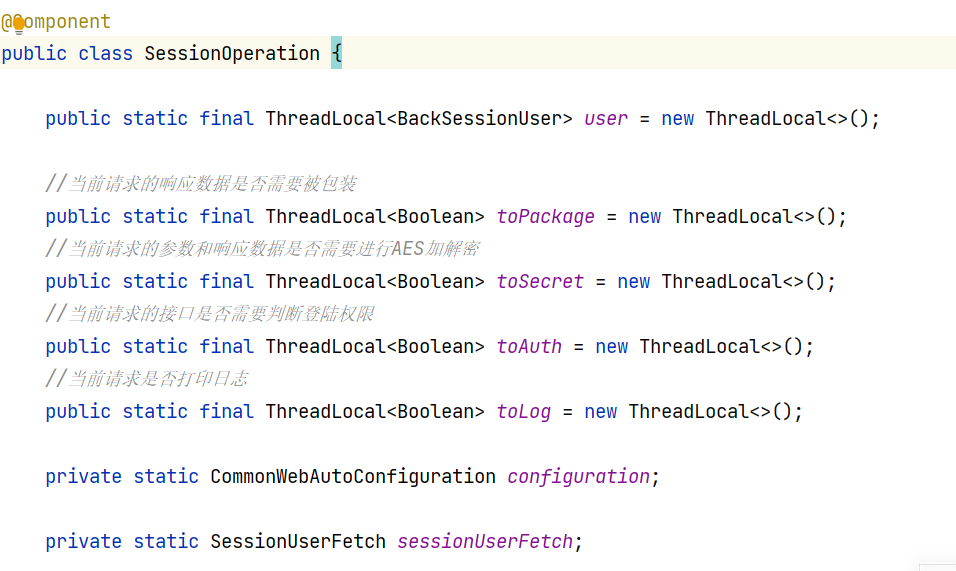 @Component
public class SessionOperation {
public static final ThreadLocal<BackSessionUser> user = new ThreadLocal<>();
//当前请求的响应数据是否需要被包装
public static final ThreadLocal<Boolean> toPackage = new ThreadLocal<>();
//当前请求的参数和响应数据是否需要进行AES加解密
public static final ThreadLocal<Boolean> toSecret = new ThreadLocal<>();
//当前请求的接口是否需要判断登陆权限
public static final ThreadLocal<Boolean> toAuth = new ThreadLocal<>();
//当前请求是否打印日志
public static final ThreadLocal<Boolean> toLog = new ThreadLocal<>();
private static CommonWebAutoConfiguration configuration;
private static SessionUserFetch sessionUserFetch;